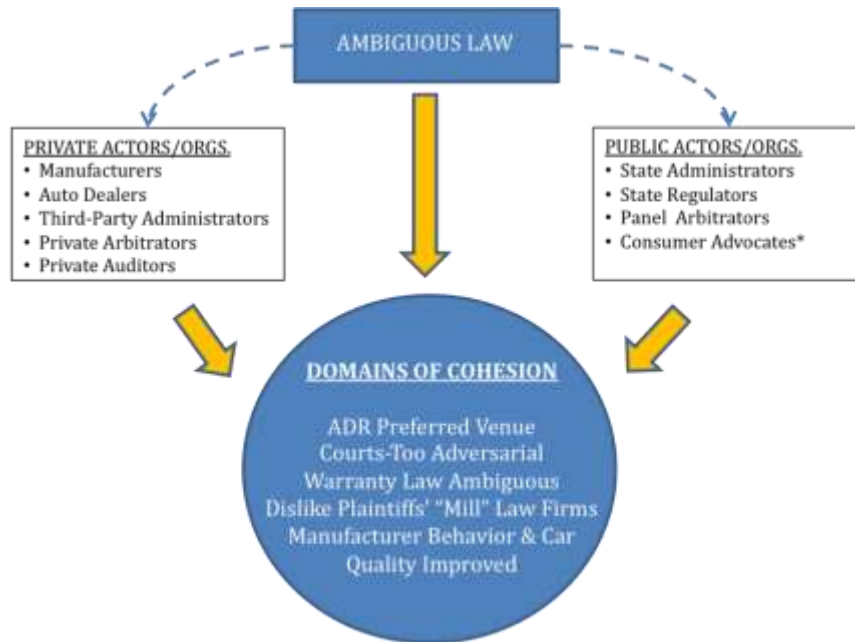 AMBIGUOUS LAW
PRIVATE ACTORS/ORGS.
• Manufacturers
• Auto Dealers
• Third-Party Administrators
• Private Arbitrators
• Private Auditors
PUBLIC ACTORS/ORGS.
• State Administrators
• State Regulators
• Panel Arbitrators
• Consumer Advocates*
DOMAINS OF COHESION
ADR Preferred Venue
Courts-Too Adversarial
Warranty Law Ambiguous
Dislike Plaintiffs' “Mill” Law Firms
Manufacturer Behavior & Car
Quality Improved